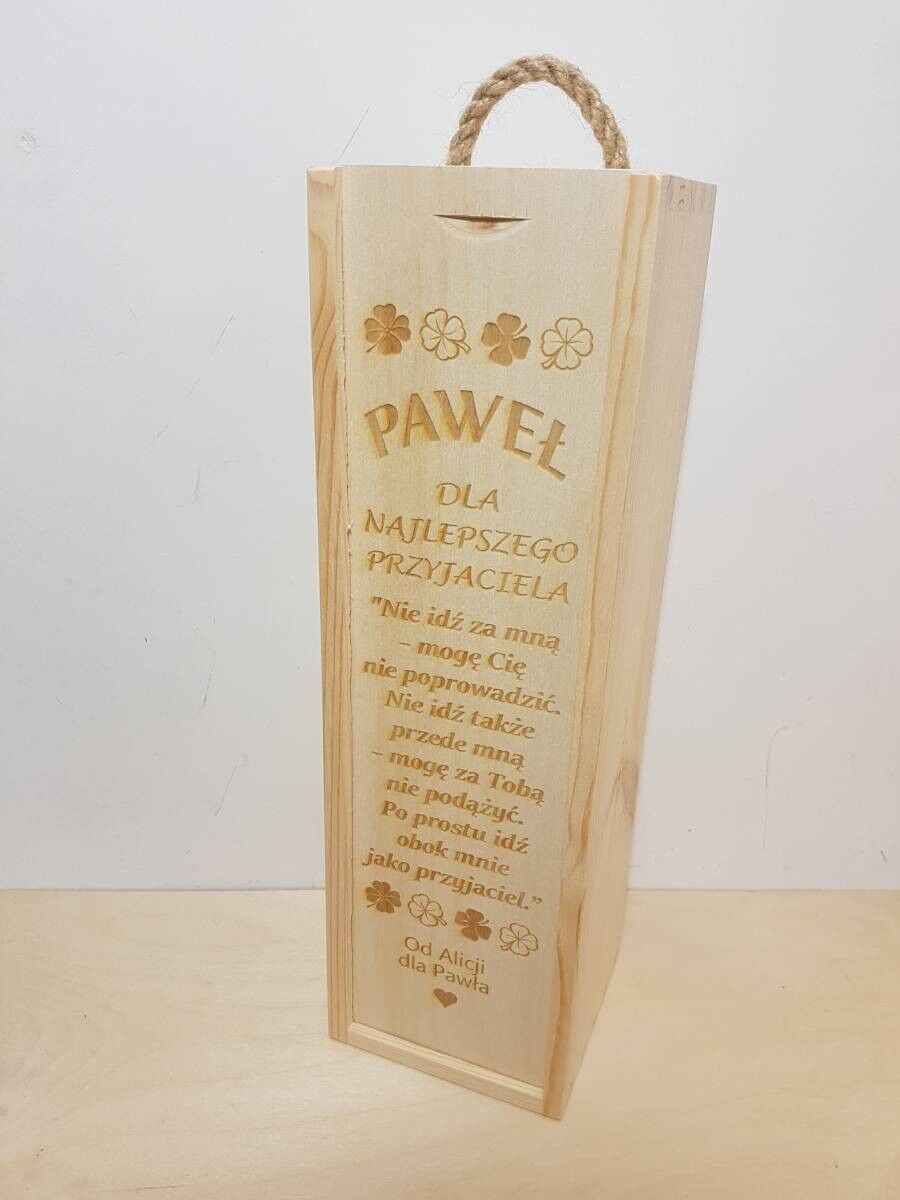 PAWEŁ
DLA
NAJLEPSZEGO
PRZYJACIELA
"Nie idź za mną
– mogę Cię
nie poprowadzić.
Nie idź także
przede mną
– mogę za Tobą
nie podążyć.
Po prostu idź
obok mnie
jako przyjaciel.”
Od Alicji
dla Pawła